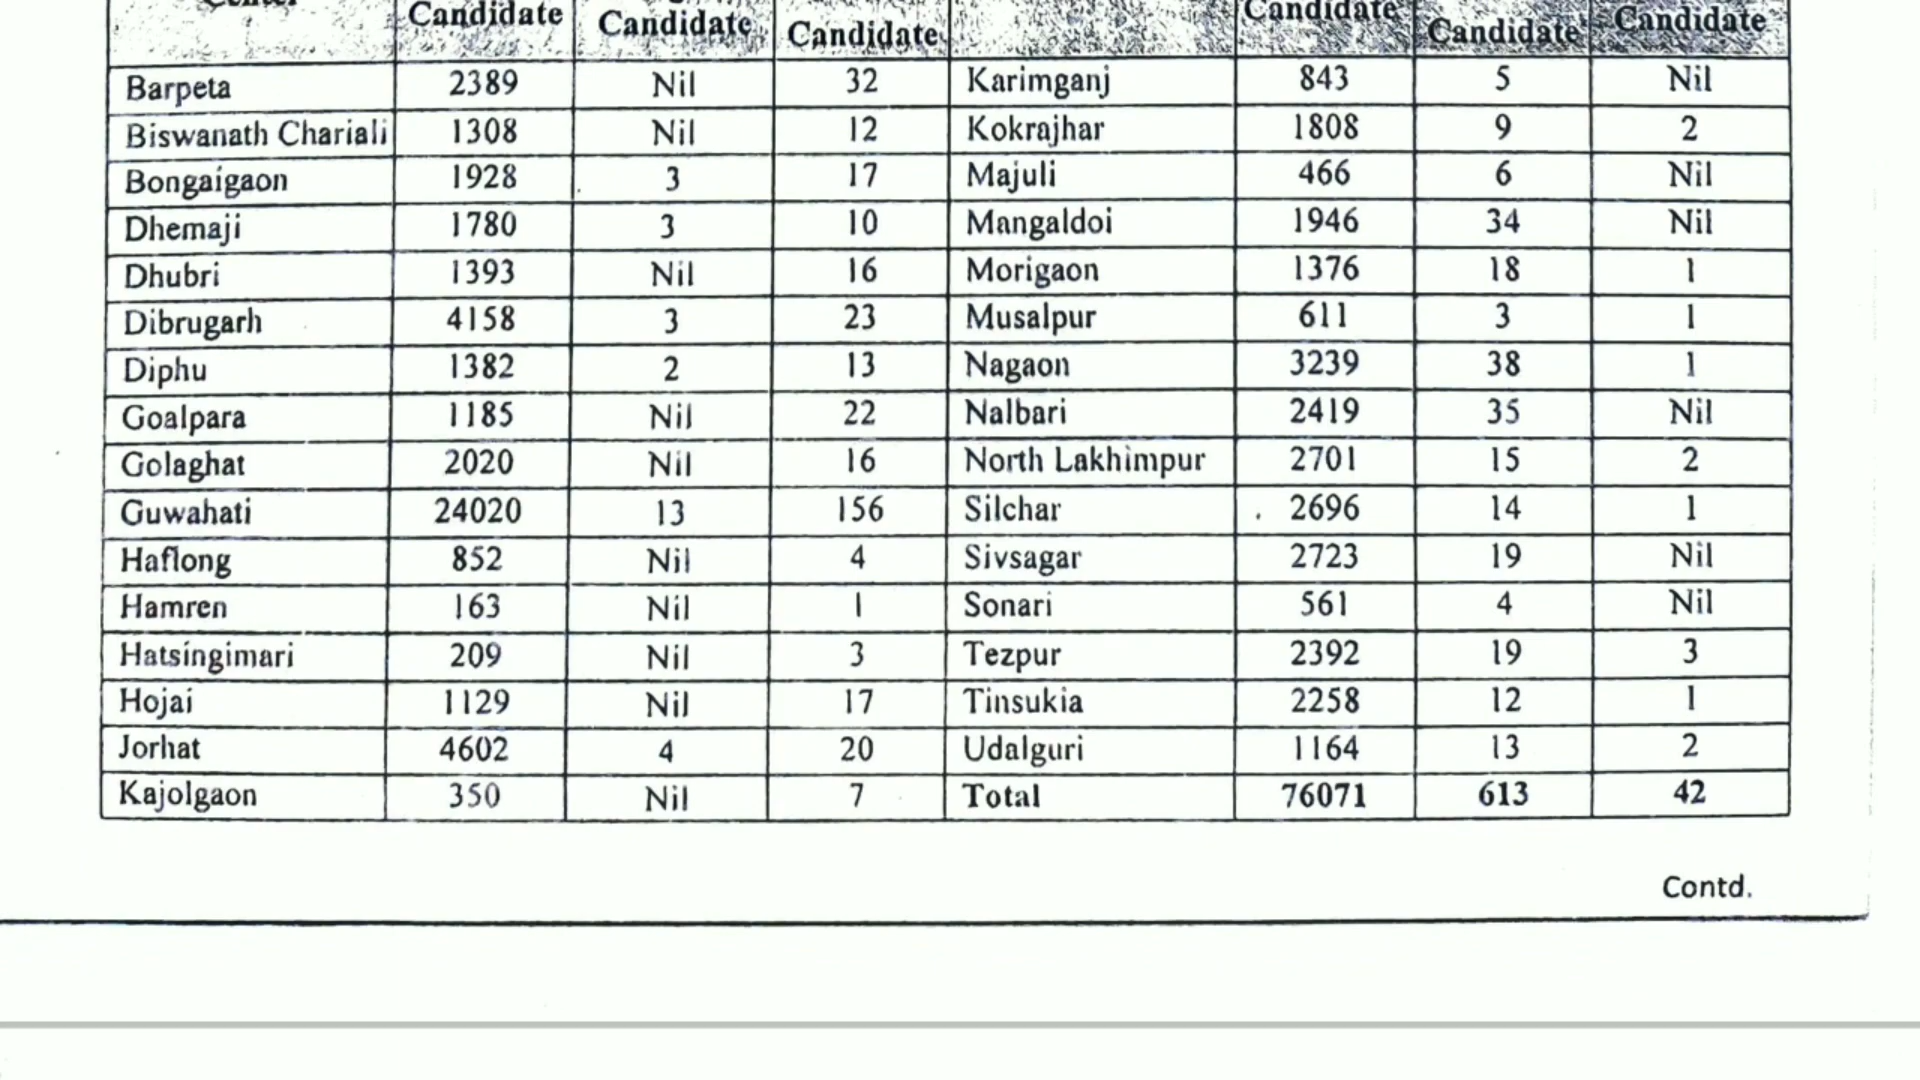 Center Candidate Candidate Candidate Candidate Candidate Candidate
Barpeta 2389 Nil 32 Karimganj 843 5 Nil
Biswanath Chariali 1308 Nil 12 Kokrajhar 1808 9 2
Bongaigaon 1928 3 17 Majuli 466 6 Nil
Dhemaji 1780 3 10 Mangaldoi 1946 34 Nil
Dhubri 1393 Nil 16 Morigaon 1376 18 1
Dibrugarh 4158 3 23 Musalpur 611 3 1
Diphu 1382 2 13 Nagaon 3239 38 1
Goalpara 1185 Nil 22 Nalbari 2419 35 Nil
Golaghat 2020 Nil 16 North Lakhimpur 2701 15 2
Guwahati 24020 13 156 Silchar 2696 14 1
Haflong 852 Nil 4 Sivsagar 2723 19 Nil
Hamren 163 Nil 1 Sonari 561 4 Nil
Hatsingimari 209 Nil 3 Tezpur 2392 19 3
Hojai 1129 Nil 17 Tinsukia 2258 12 1
Jorhat 4602 4 20 Udalguri 1164 13 2
Kajolgaon 350 Nil 7 Total 76071 613 42
Contd.